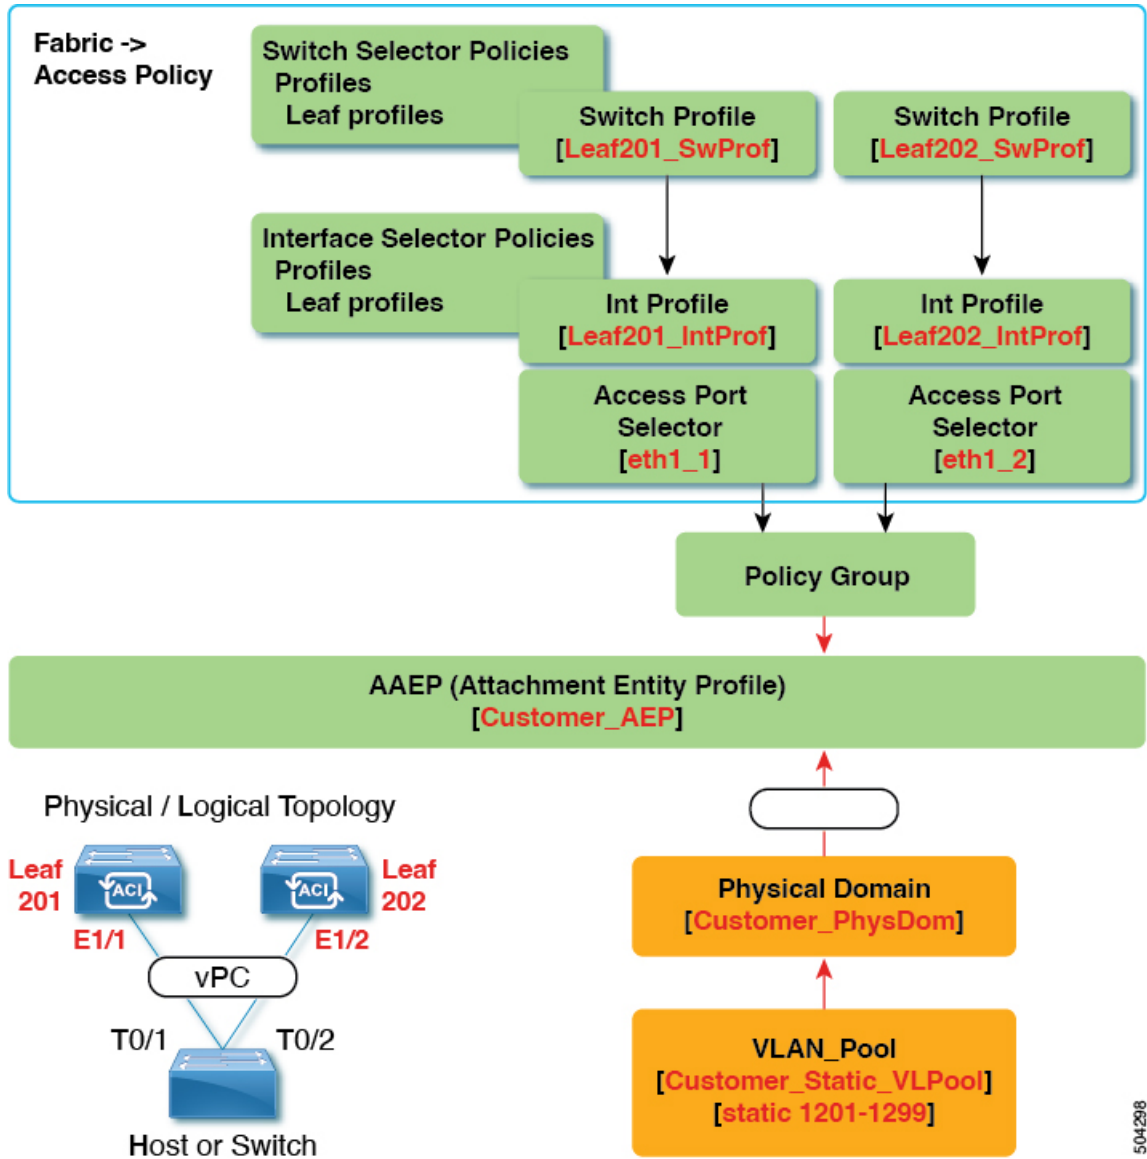 Fabric ->
Access Policy
Switch Selector Policies
Profiles
Leaf profiles
Switch Profile
[Leaf201_SwProf]
Switch Profile
[Leaf202_SwProf]
Interface Selector Policies
Profiles
Leaf profiles
Int Profile
[Leaf201_IntProf]
Int Profile
[Leaf202_IntProf]
Access Port
Selector
[eth1_1]
Access Port
Selector
[eth1_2]
Policy Group
AAEP (Attachment Entity Profile)
[Customer_AEP]
Physical / Logical Topology
Leaf
201
ACI
ACI
Leaf
202
E1/1
E1/2
vPC
T0/1
T0/2
Host or Switch
Physical Domain
[Customer_PhysDom]
VLAN_Pool
[Customer_Static_VLPool]
[static 1201-1299]
504298